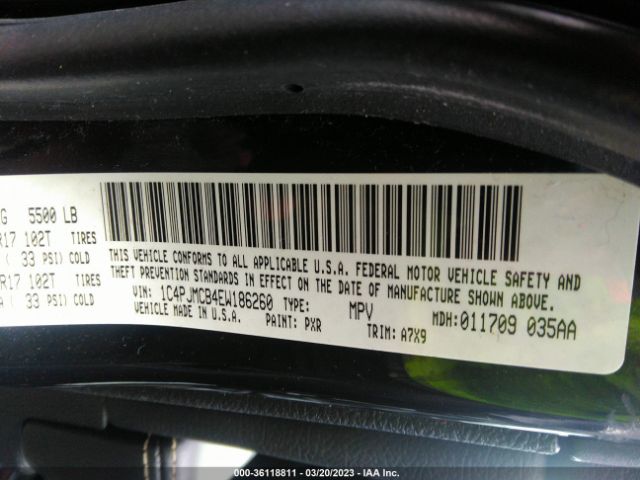 G 5500 LB
R17 102T TIRES
( 33 PSI) COLD
R17 102T TIRES
( 33 PSI) COLD
THIS VEHICLE CONFORMS TO ALL APPLICABLE U.S.A. FEDERAL MOTOR VEHICLE SAFETY AND
THEFT PREVENTION STANDARDS IN EFFECT ON THE DATE OF MANUFACTURE SHOWN ABOVE.
VIN: 1C4PJMCB4EW186260 TYPE: MPV MDH: 011709 035AA
VEHICLE MADE IN U.S.A. PAINT: PXR TRIM: A7X9
000-36118811 — 03/20/2023 — IAA Inc.